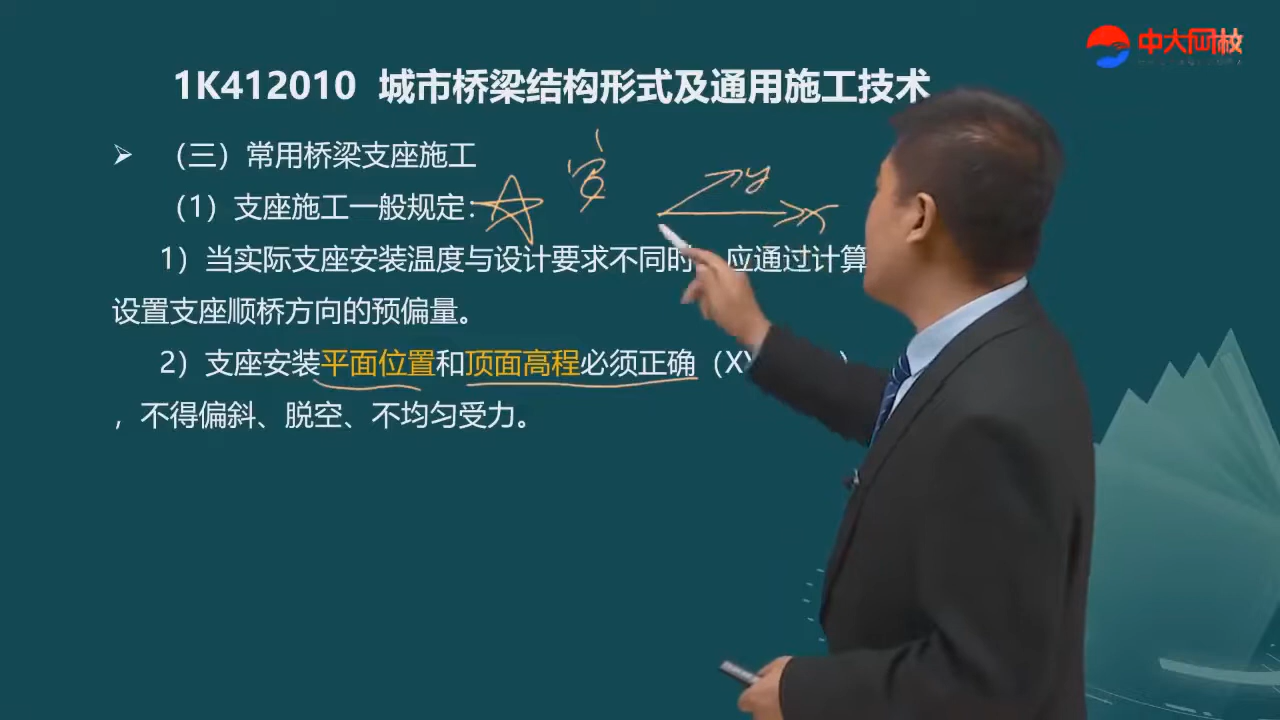 中大网校
1K412010 城市桥梁结构形式及通用施工技术
（三）常用桥梁支座施工
（1）支座施工一般规定：
1）当实际支座安装温度与设计要求不同时 应通过计算
设置支座顺桥方向的预偏量。
2）支座安装平面位置和顶面高程必须正确（X
，不得偏斜、脱空、不均匀受力。
y
x